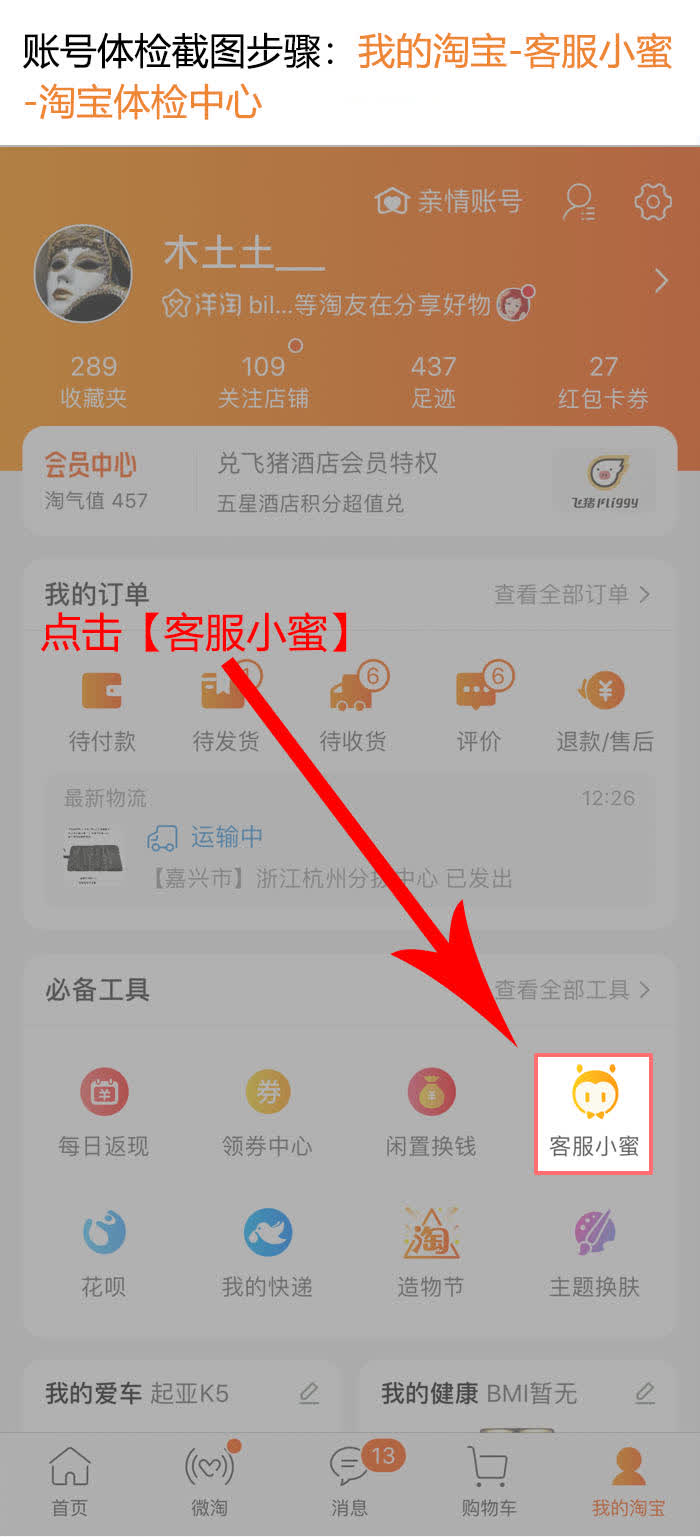 账号体检截图步骤：我的淘宝-客服小蜜
-淘宝体检中心
亲情账号
木土土___
洋淘 bil...等淘友在分享好物
289 109 437 27
收藏夹 关注店铺 足迹 红包卡券
会员中心 兑飞猪酒店会员特权
淘气值 457 五星酒店积分超值兑
飞猪 Fliggy
我的订单 查看全部订单
点击【客服小蜜】
1 6 6
待付款 待发货 待收货 评价 退款/售后
最新物流 12:26
运输中
【嘉兴市】浙江杭州分拨中心 已发出
必备工具 查看全部工具
券
每日返现 领券中心 闲置换钱 客服小蜜
淘
花呗 我的快递 造物节 主题换肤
我的爱车 起亚K5 我的健康 BMI暂无
13
首页 微淘 消息 购物车 我的淘宝